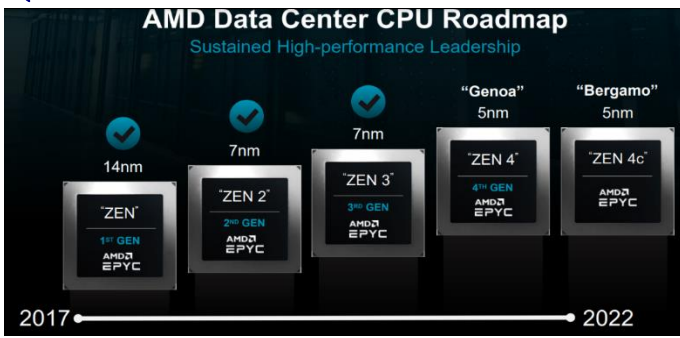 AMD Data Center CPU Roadmap
Sustained High-performance Leadership
14nm
"ZEN"
1ST GEN
AMD
EPYC
7nm
"ZEN 2"
2ND GEN
AMD
EPYC
7nm
"ZEN 3"
3RD GEN
AMD
EPYC
“Genoa”
5nm
"ZEN 4"
4TH GEN
AMD
EPYC
“Bergamo”
5nm
"ZEN 4c"
AMD
EPYC
2017
2022